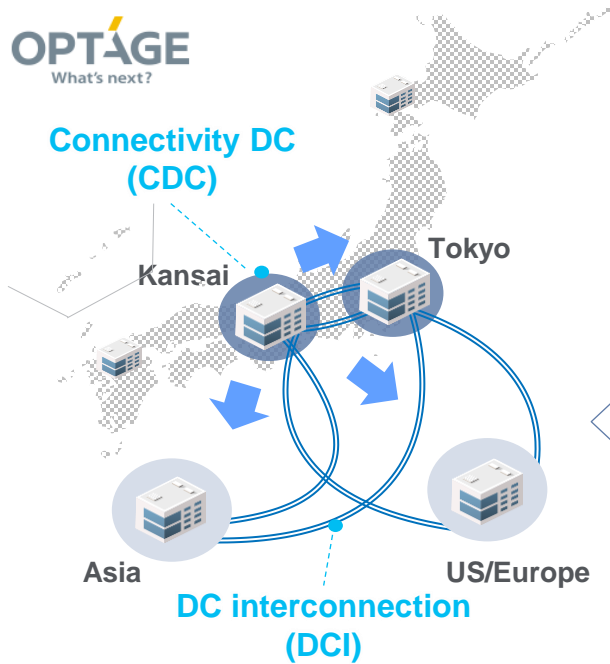 OPTAGE
What's next?
Connectivity DC
(CDC)
Tokyo
Kansai
Asia
US/Europe
DC interconnection
(DCI)